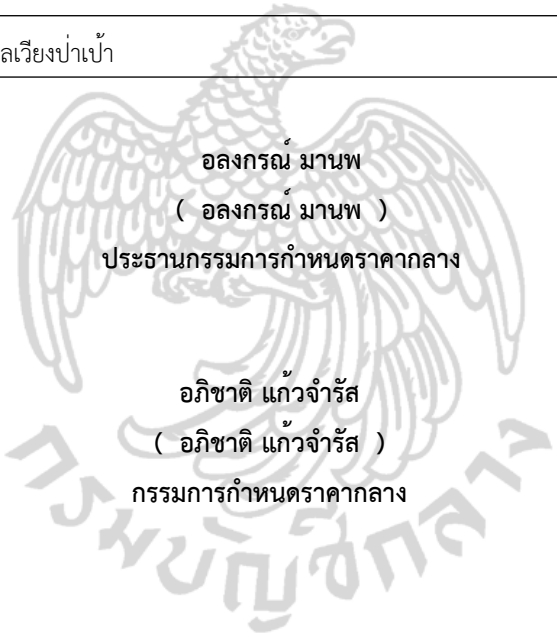 ลเวียงป่าเป้า
อลงกรณ์ มานพ
( อลงกรณ์ มานพ )
ประธานกรรมการกำหนดราคากลาง
อภิชาติ แก้วจำรัส
( อภิชาติ แก้วจำรัส )
กรรมการกำหนดราคากลาง
กรมบัญชีกลาง